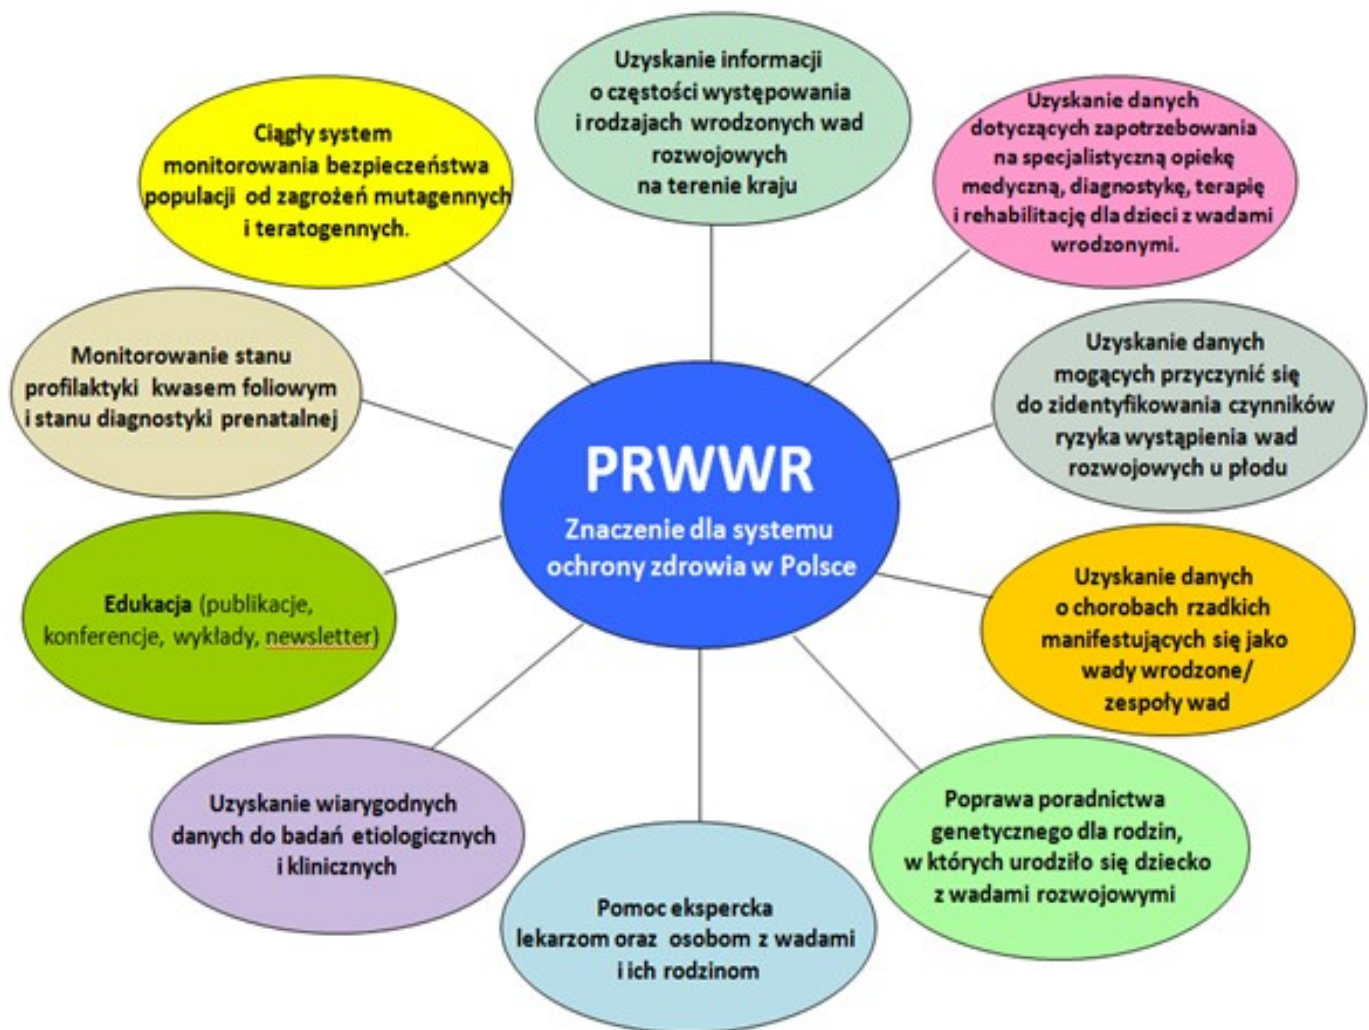 Uzyskanie informacji
o częstości występowania
i rodzajach wrodzonych wad
rozwojowych
na terenie kraju
Uzyskanie danych
dotyczących zapotrzebowania
na specjalistyczną opiekę
medyczną, diagnostykę, terapię
i rehabilitację dla dzieci z wadami
wrodzonymi.
Uzyskanie danych
mogących przyczynić się
do zidentyfikowania czynników
ryzyka wystąpienia wad
rozwojowych u płodu
Uzyskanie danych
o chorobach rzadkich
manifestujących się jako
wady wrodzone/
zespoły wad
Poprawa poradnictwa
genetycznego dla rodzin,
w których urodziło się dziecko
z wadami rozwojowymi
Pomoc ekspercka
lekarzom oraz osobom z wadami
i ich rodzinom
Uzyskanie wiarygodnych
danych do badań etiologicznych
i klinicznych
Edukacja (publikacje,
konferencje, wykłady, newsletter)
Monitorowanie stanu
profilaktyki kwasem foliowym
i stanu diagnostyki prenatalnej
Ciągły system
monitorowania bezpieczeństwa
populacji od zagrożeń mutagennych
i teratogennych.
PRWWR
Znaczenie dla systemu
ochrony zdrowia w Polsce